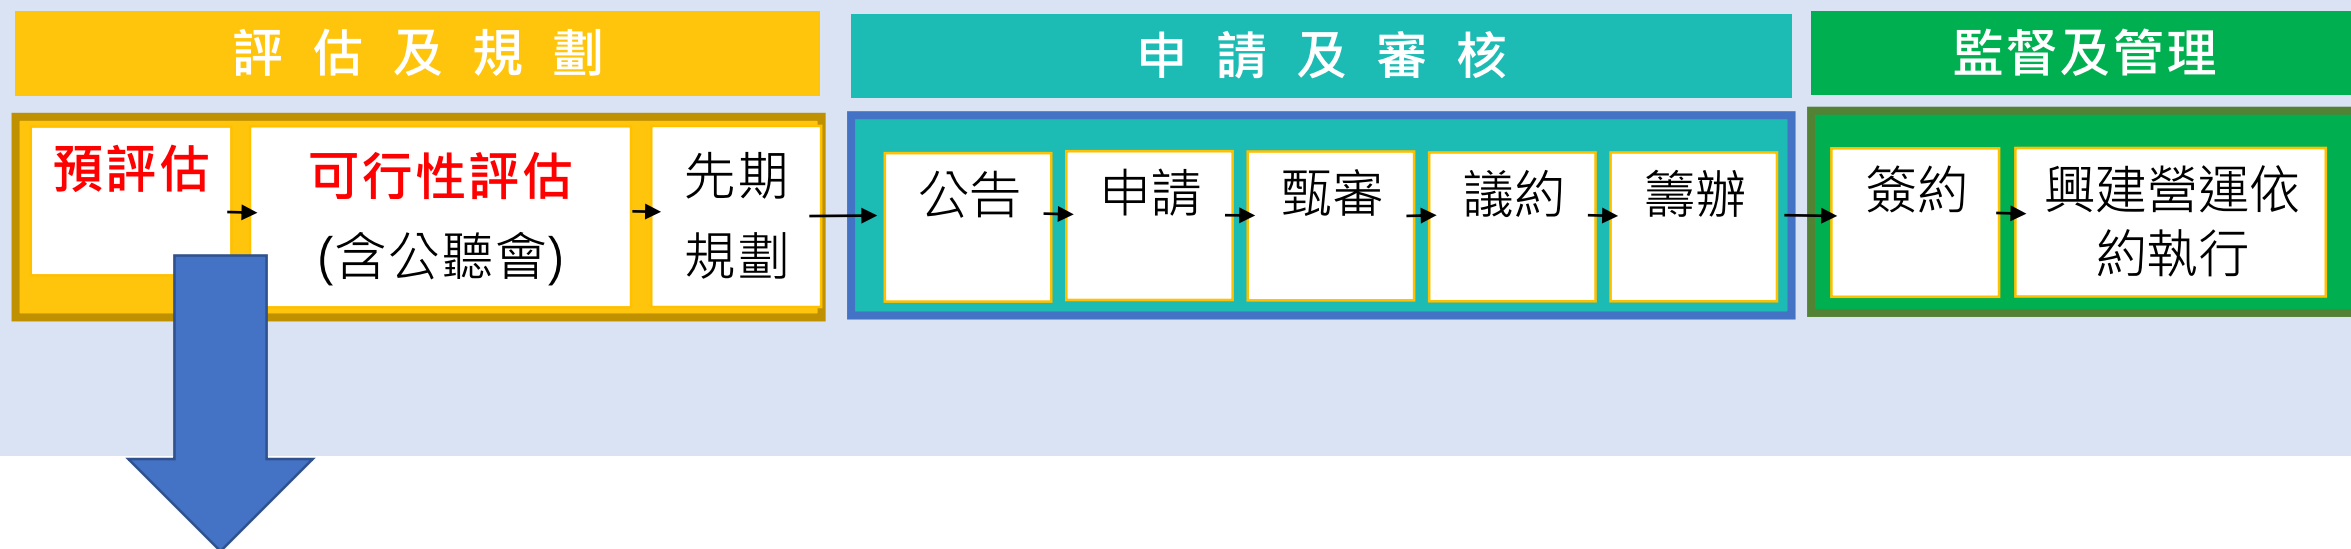 評估及規劃
申請及審核
監督及管理
預評估
可行性評估
(含公聽會)
先期
規劃
公告
申請
甄審
議約
籌辦
簽約
興建營運依
約執行